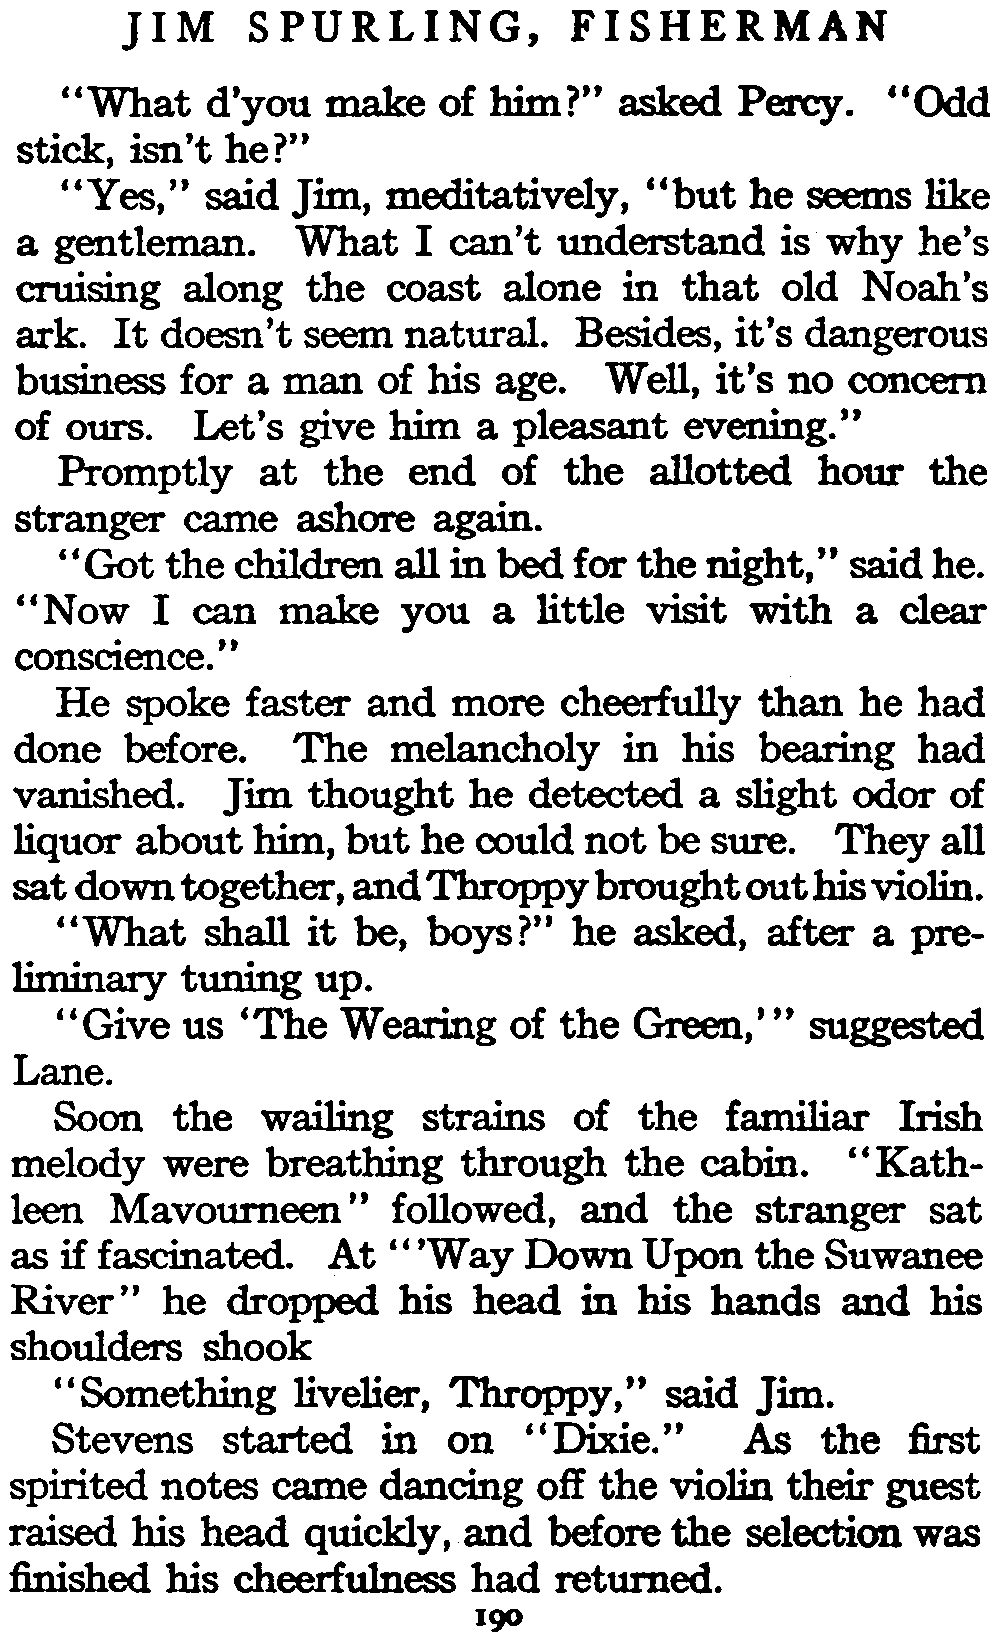 JIM SPURLING, FISHERMAN
“What d'you make of him?” asked Percy. “Odd
stick, isn't he?”
“Yes,” said Jim, meditatively, “but he seems like
a gentleman. What I can't understand is why he's
cruising along the coast alone in that old Noah's
ark. It doesn't seem natural. Besides, it's dangerous
business for a man of his age. Well, it's no concern
of ours. Let's give him a pleasant evening.”
Promptly at the end of the allotted hour the
stranger came ashore again.
“Got the children all in bed for the night,” said he.
“Now I can make you a little visit with a clear
conscience.”
He spoke faster and more cheerfully than he had
done before. The melancholy in his bearing had
vanished. Jim thought he detected a slight odor of
liquor about him, but he could not be sure. They all
sat down together, and Throppy brought out his violin.
“What shall it be, boys?” he asked, after a pre-
liminary tuning up.
“Give us ‘The Wearing of the Green,’” suggested
Lane.
Soon the wailing strains of the familiar Irish
melody were breathing through the cabin. “Kath-
leen Mavourneen” followed, and the stranger sat
as if fascinated. At “’Way Down Upon the Suwanee
River” he dropped his head in his hands and his
shoulders shook
“Something livelier, Throppy,” said Jim.
Stevens started in on “Dixie.” As the first
spirited notes came dancing off the violin their guest
raised his head quickly, and before the selection was
finished his cheerfulness had returned.
190